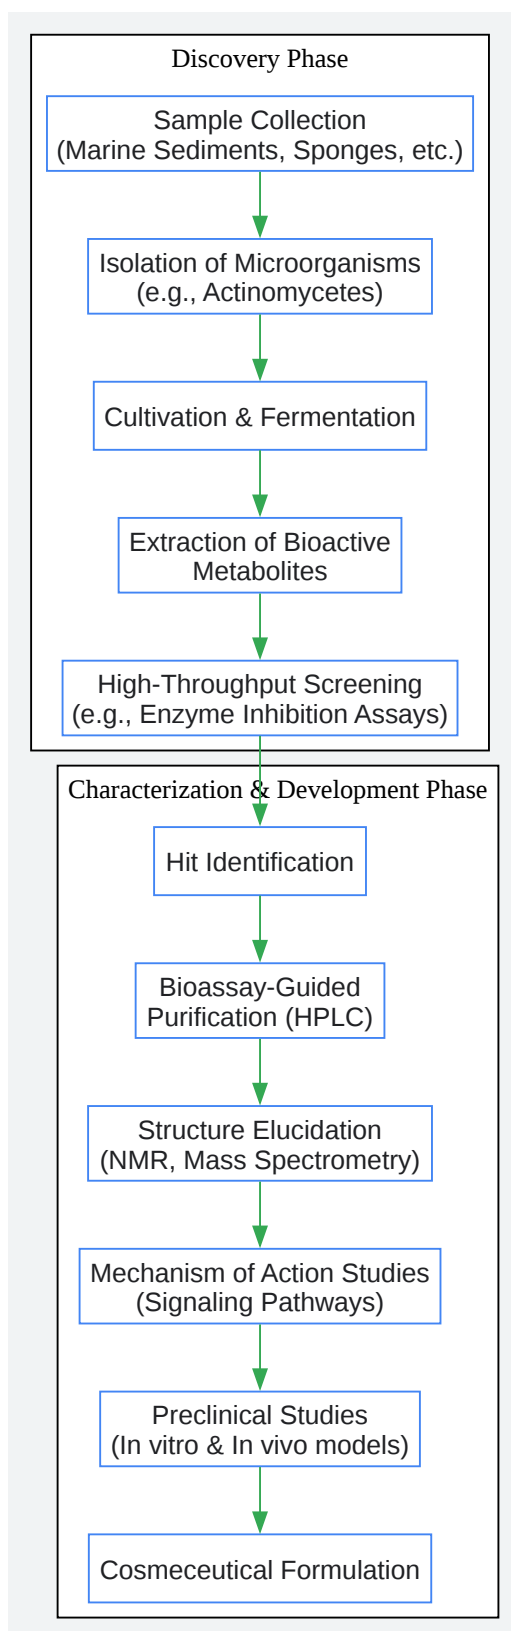 Discovery Phase
Sample Collection
(Marine Sediments, Sponges, etc.)
Isolation of Microorganisms
(e.g., Actinomycetes)
Cultivation & Fermentation
Extraction of Bioactive
Metabolites
High-Throughput Screening
(e.g., Enzyme Inhibition Assays)
Characterization & Development Phase
Hit Identification
Bioassay-Guided
Purification (HPLC)
Structure Elucidation
(NMR, Mass Spectrometry)
Mechanism of Action Studies
(Signaling Pathways)
Preclinical Studies
(In vitro & In vivo models)
Cosmeceutical Formulation